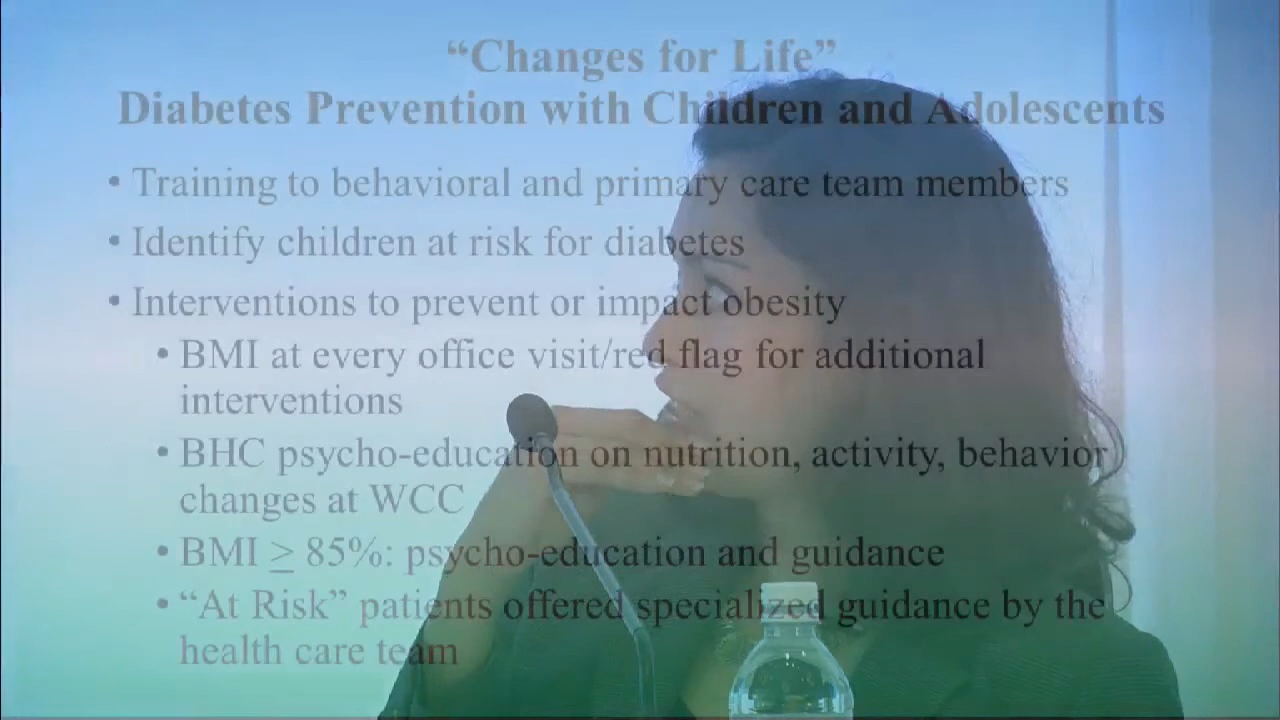 “Changes for Life”
Diabetes Prevention with Children and Adolescents
• Training to behavioral and primary care team members
• Identify children at risk for diabetes
• Interventions to prevent or impact obesity
• BMI at every office visit/red flag for additional
interventions
• BHC psycho-education on nutrition, activity, behavior
changes at WCC
• BMI ≥ 85%: psycho-education and guidance
• “At Risk” patients offered specialized guidance by the
health care team